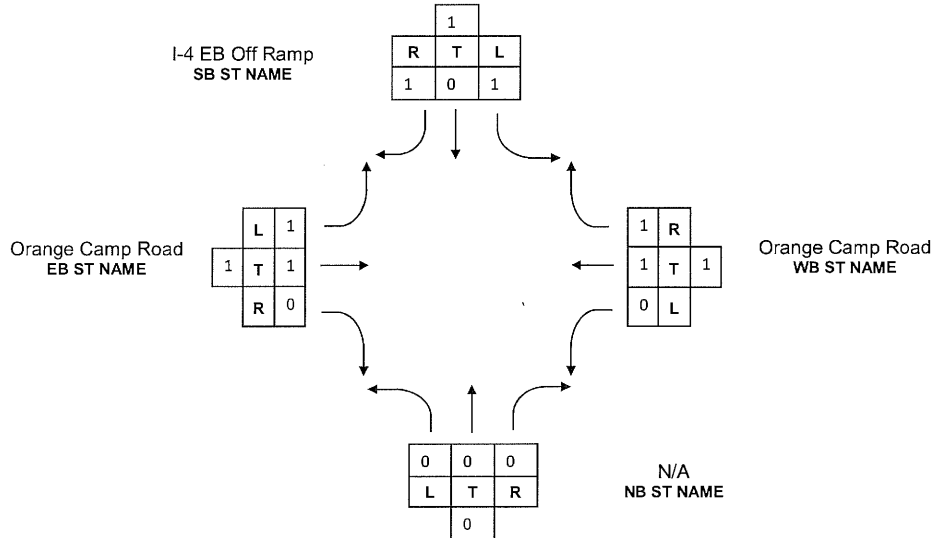 1
I-4 EB Off Ramp
SB ST NAME
R T L
1 0 1
Orange Camp Road
EB ST NAME
L 1
1 T 1
R 0
1 R
1 T 1
0 L
Orange Camp Road
WB ST NAME
0 0 0
L T R
0
N/A
NB ST NAME